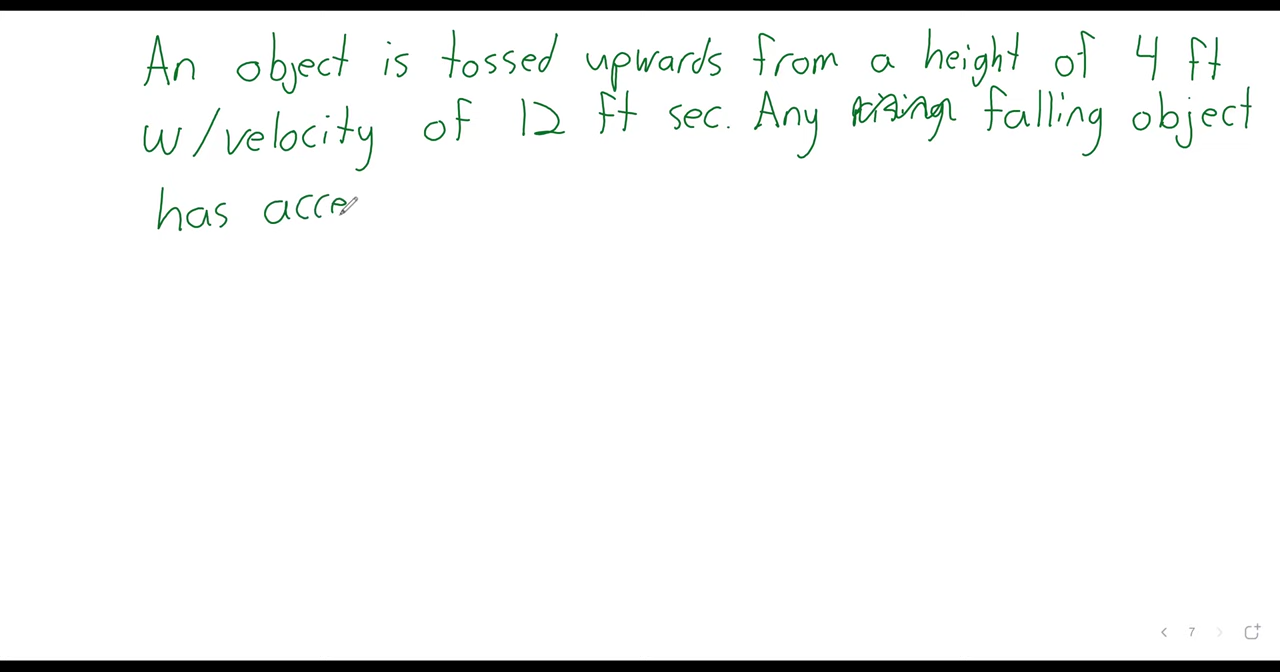 An object is tossed upwards from a height of 4 ft
w/velocity of 12 ft sec. Any falling object
has acce
7